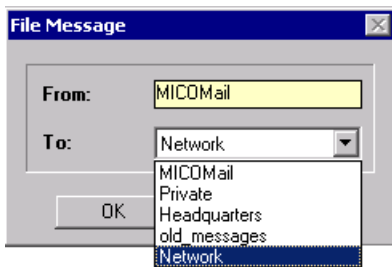 File Message
From: MICOMail
To: Network
MICOMail
Private
Headquarters
OK
old_messages
Network